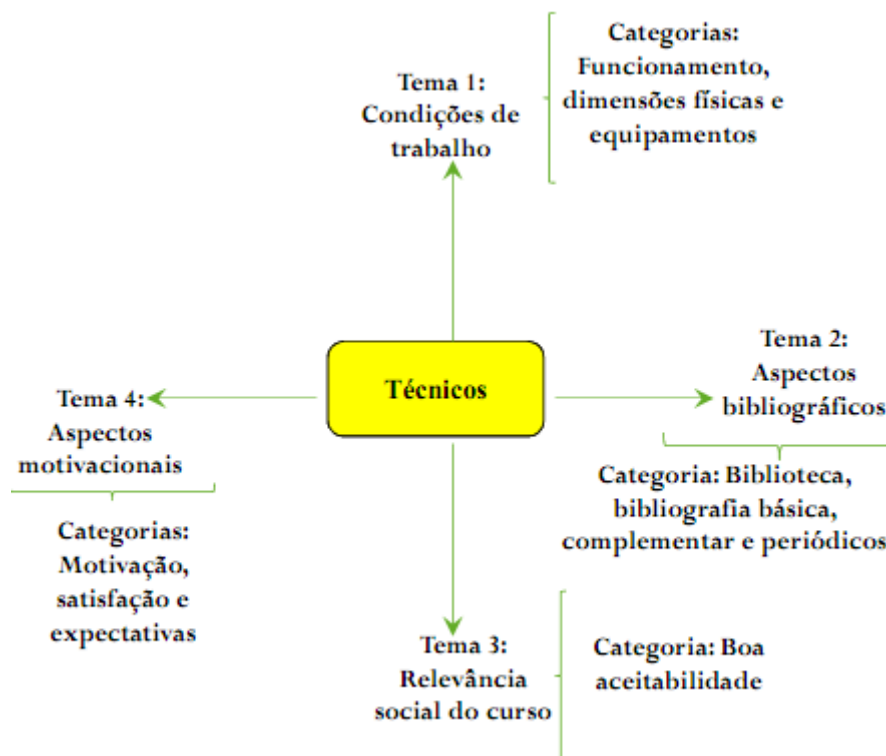 Tema 1:
Condições de
trabalho
Categorias:
Funcionamento,
dimensões físicas e
equipamentos
Técnicos
Tema 2:
Aspectos
bibliográficos
Categoria: Biblioteca,
bibliografia básica,
complementar e periódicos
Tema 4:
Aspectos
motivacionais
Categorias:
Motivação,
satisfação e
expectativas
Tema 3:
Relevância
social do curso
Categoria: Boa
aceitabilidade